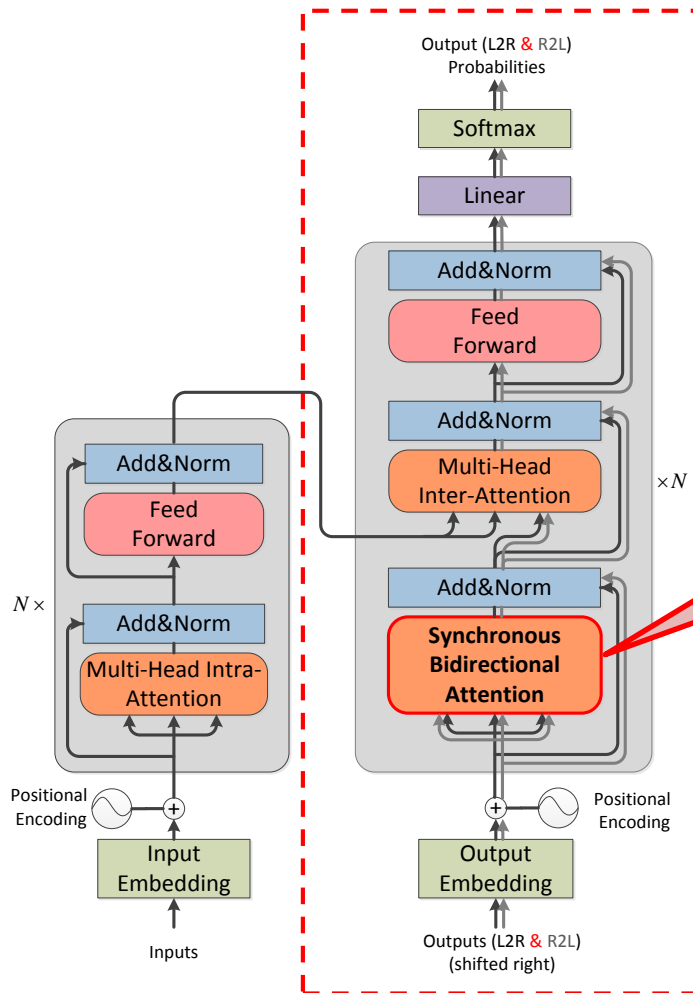 Output (L2R & R2L)
Probabilities
Softmax
Linear
Add&Norm
Feed
Forward
Add&Norm
Multi-Head
Inter-Attention
×N
Add&Norm
Synchronous
Bidirectional
Attention
Positional
Encoding
Output
Embedding
Outputs (L2R & R2L)
(shifted right)
Add&Norm
Feed
Forward
N ×
Add&Norm
Multi-Head Intra-
Attention
Positional
Encoding
+
+
Input
Embedding
Inputs